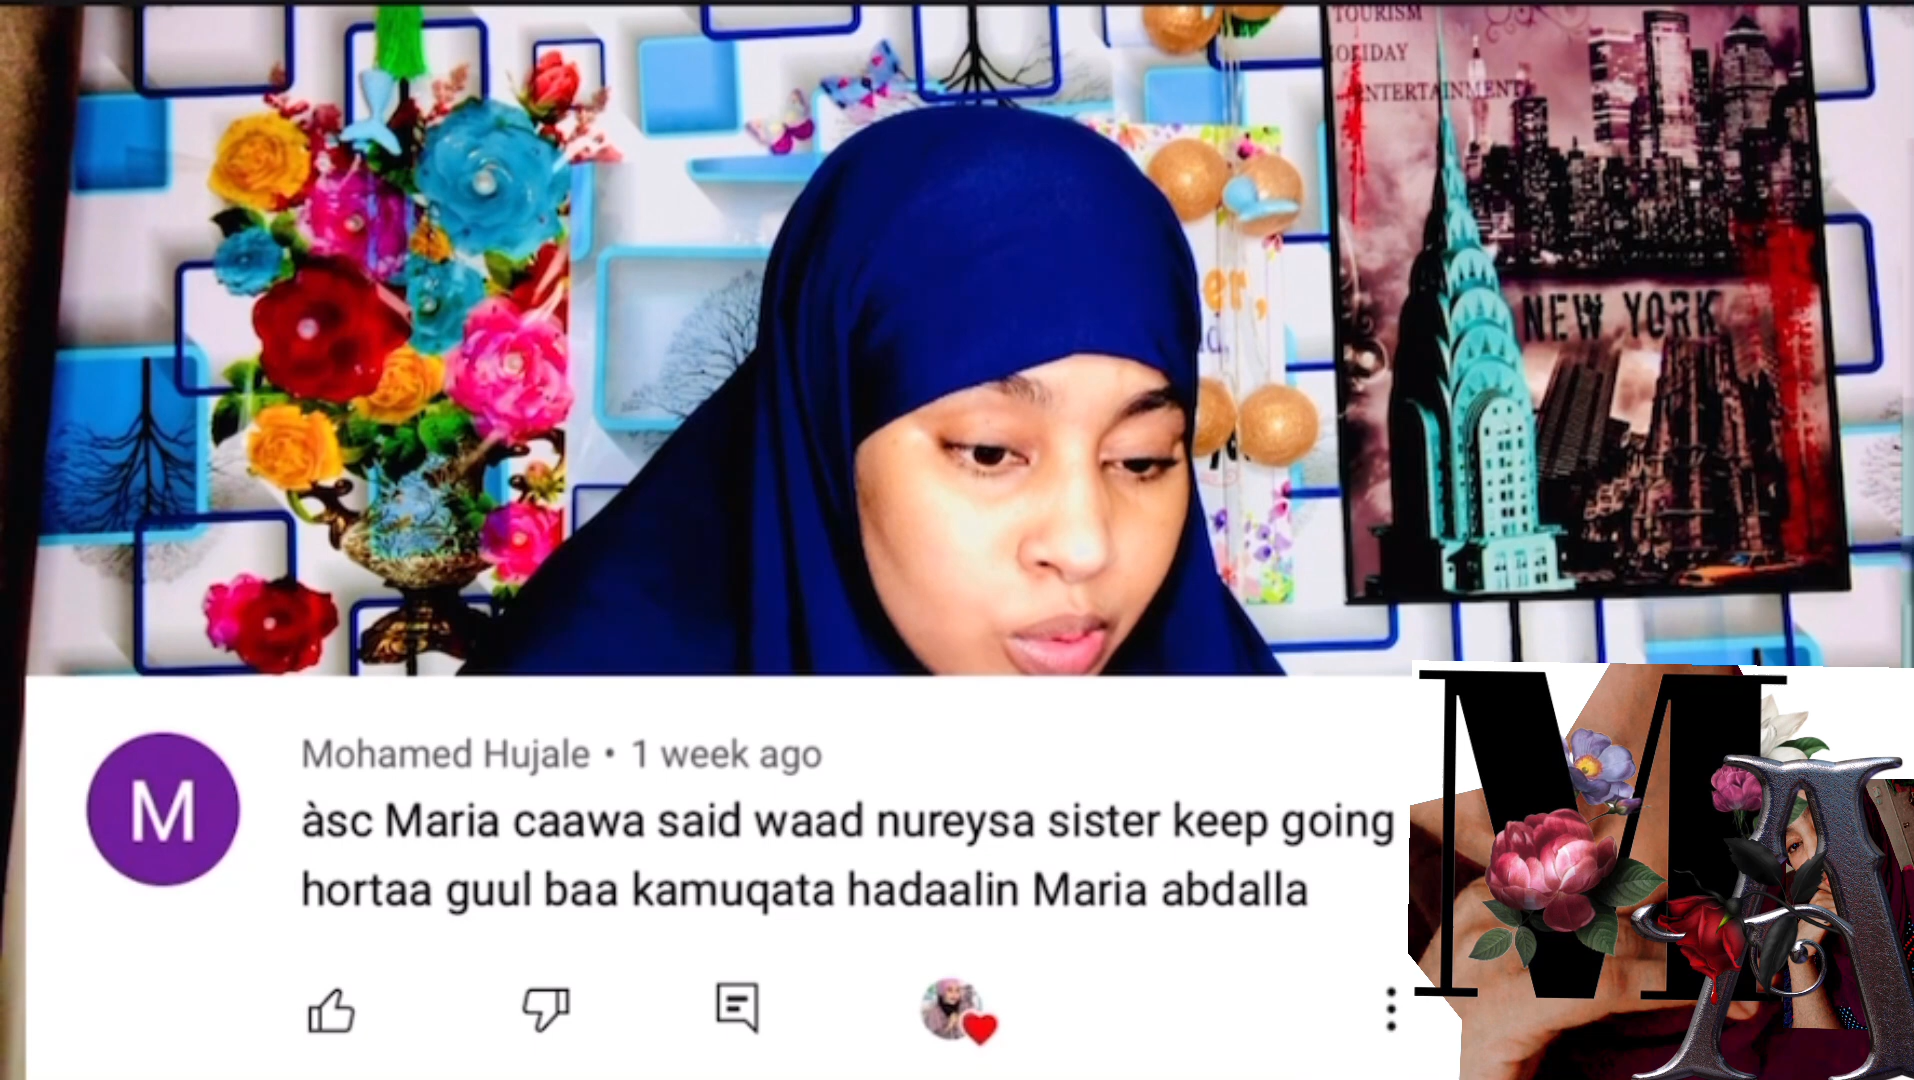 TOURISM
ENTERTAINMENT
NEW YORK
M
Mohamed Hujale • 1 week ago
àsc Maria caawa said waad nureysa sister keep going
hortaa guul baa kamuqata hadaalin Maria abdalla
M
A